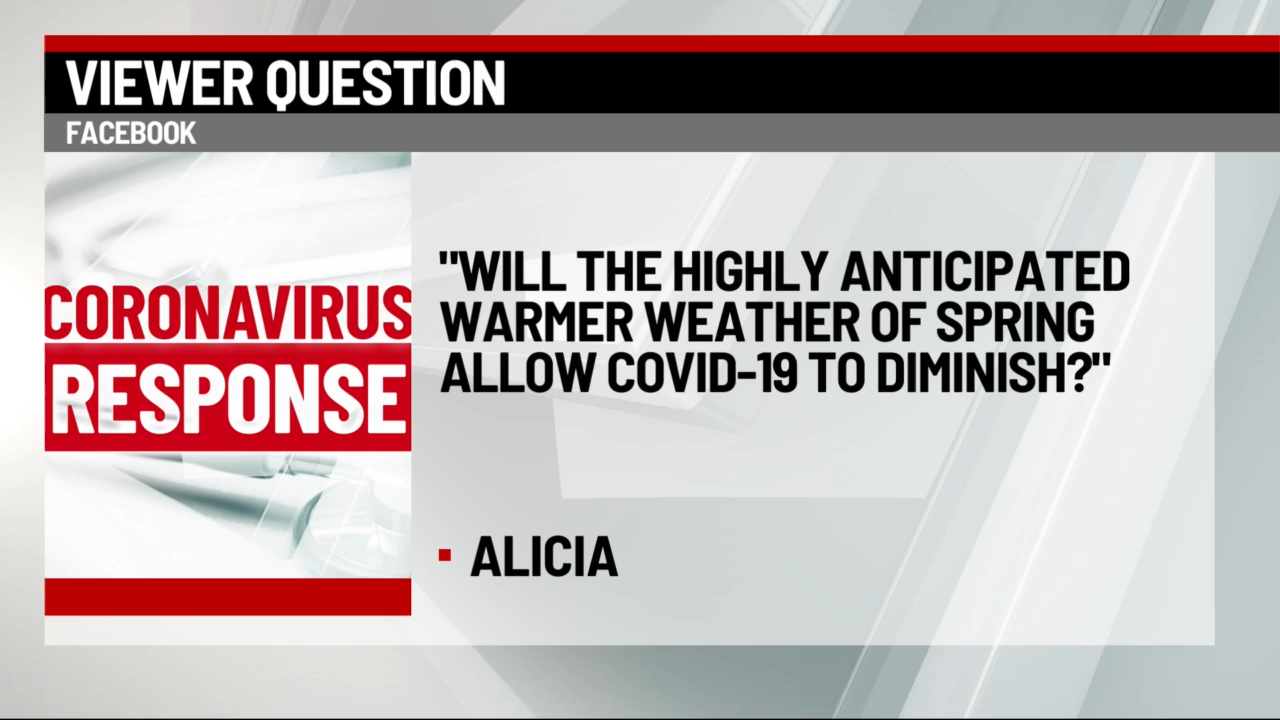 VIEWER QUESTION
FACEBOOK
CORONAVIRUS
RESPONSE
"WILL THE HIGHLY ANTICIPATED
WARMER WEATHER OF SPRING
ALLOW COVID-19 TO DIMINISH?"
▪ ALICIA